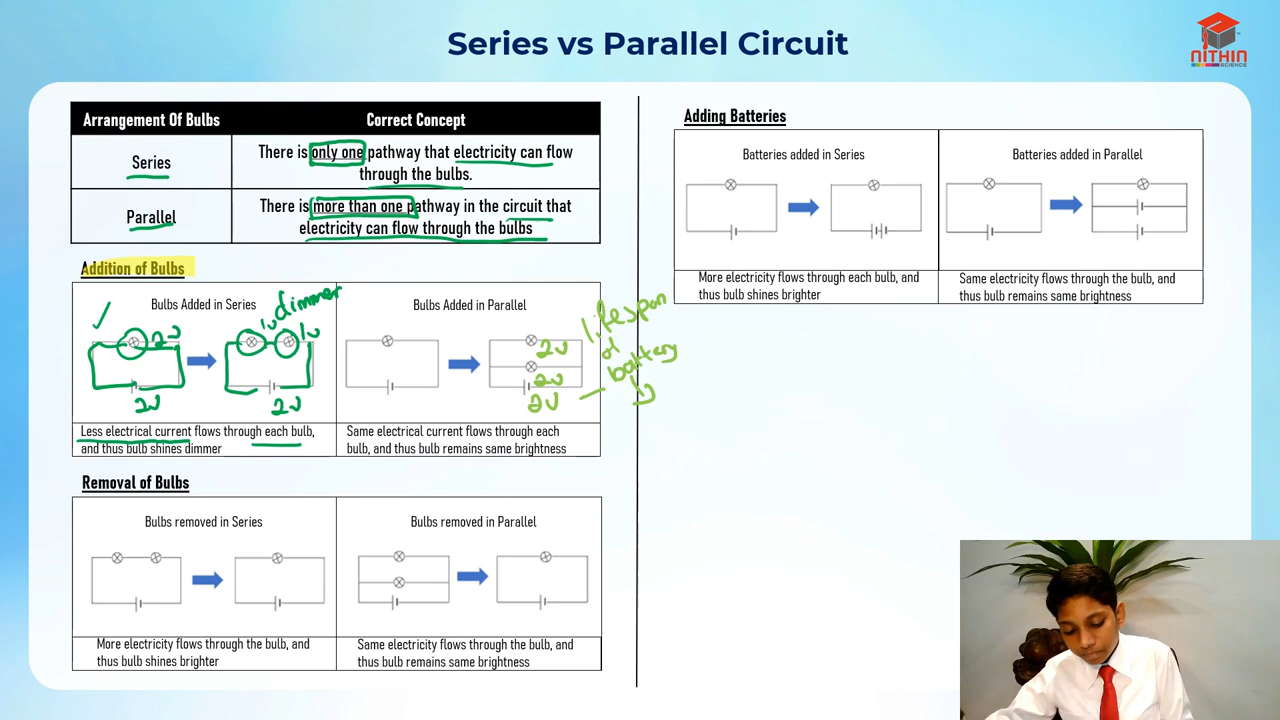 Series vs Parallel Circuit
NITHIN
SCIENCE
Arrangement Of Bulbs
Correct Concept
Series
There is only one pathway that electricity can flow
through the bulbs.
Parallel
There is more than one pathway in the circuit that
electricity can flow through the bulbs
Addition of Bulbs
Bulbs Added in Series
dimmer
2v
1v
1v
2v
2v
Less electrical current flows through each bulb,
and thus bulb shines dimmer
Bulbs Added in Parallel
2v
2v
2v
lifespan
of
battery
Same electrical current flows through each
bulb, and thus bulb remains same brightness
Removal of Bulbs
Bulbs removed in Series
More electricity flows through the bulb, and
thus bulb shines brighter
Bulbs removed in Parallel
Same electricity flows through the bulb, and
thus bulb remains same brightness
Adding Batteries
Batteries added in Series
More electricity flows through each bulb, and
thus bulb shines brighter
Batteries added in Parallel
Same electricity flows through the bulb, and
thus bulb remains same brightness